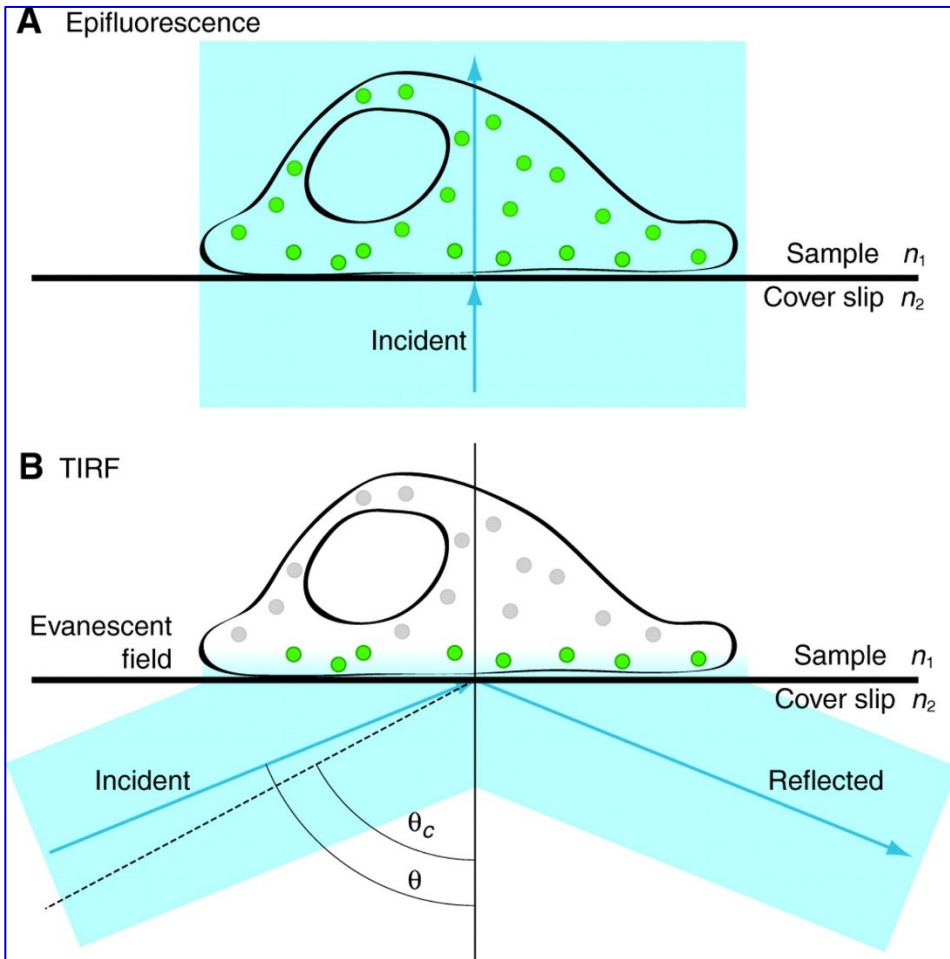 A Epifluorescence
Sample n₁
Cover slip n₂
Incident
B TIRF
Evanescent
field
Sample n₁
Cover slip n₂
Incident
Reflected
θc
θ